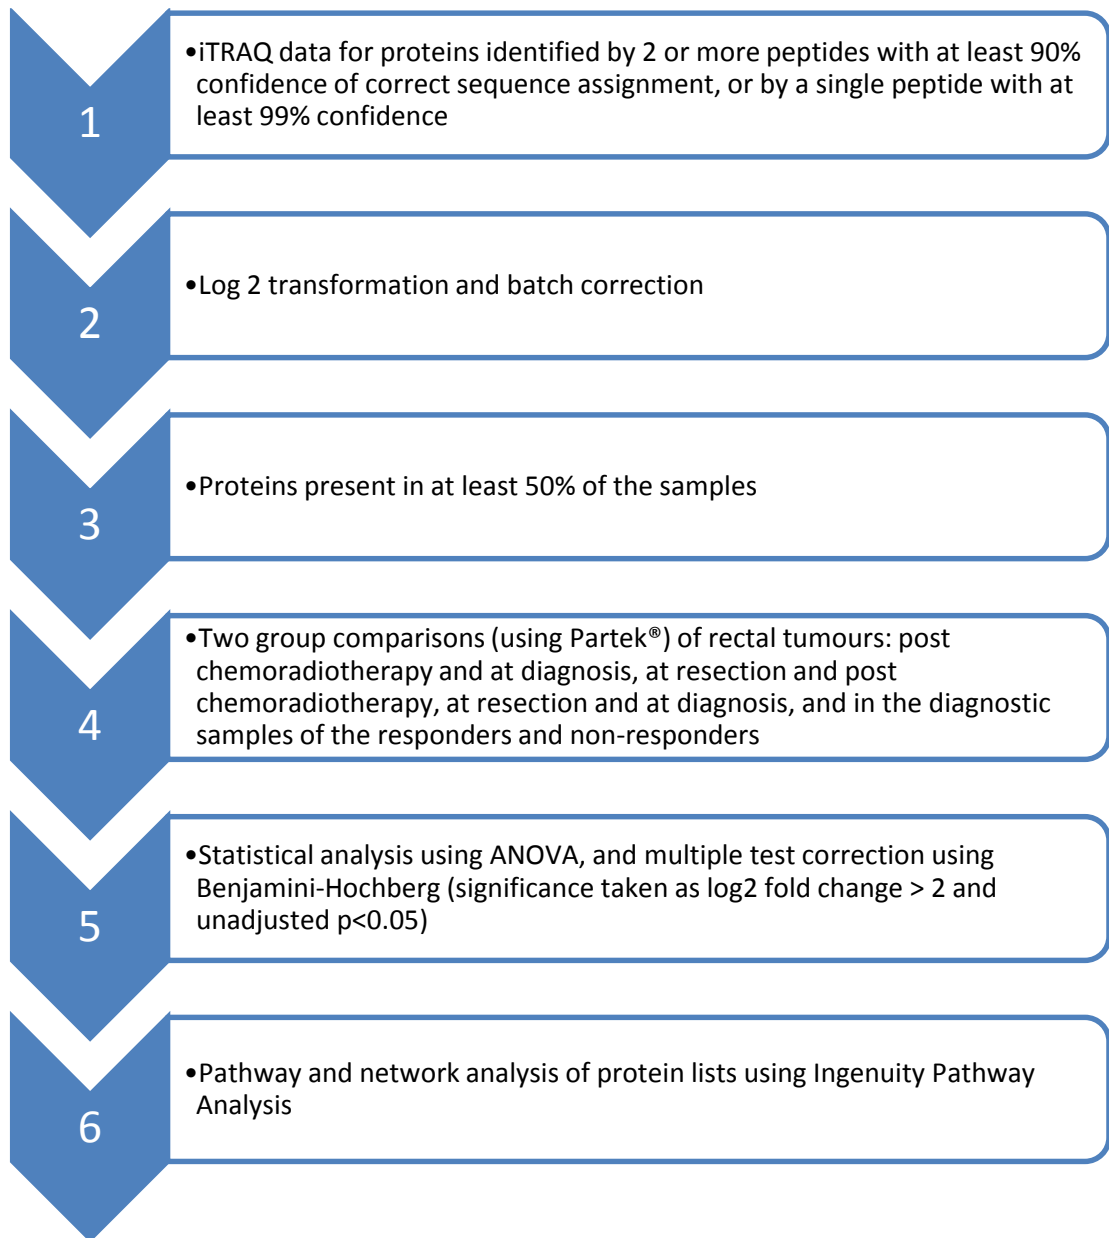 1
•iTRAQ data for proteins identified by 2 or more peptides with at least 90%
confidence of correct sequence assignment, or by a single peptide with at
least 99% confidence
2
•Log 2 transformation and batch correction
3
•Proteins present in at least 50% of the samples
4
•Two group comparisons (using Partek®) of rectal tumours: post
chemoradiotherapy and at diagnosis, at resection and post
chemoradiotherapy, at resection and at diagnosis, and in the diagnostic
samples of the responders and non-responders
5
•Statistical analysis using ANOVA, and multiple test correction using
Benjamini-Hochberg (significance taken as log2 fold change > 2 and
unadjusted p<0.05)
6
•Pathway and network analysis of protein lists using Ingenuity Pathway
Analysis